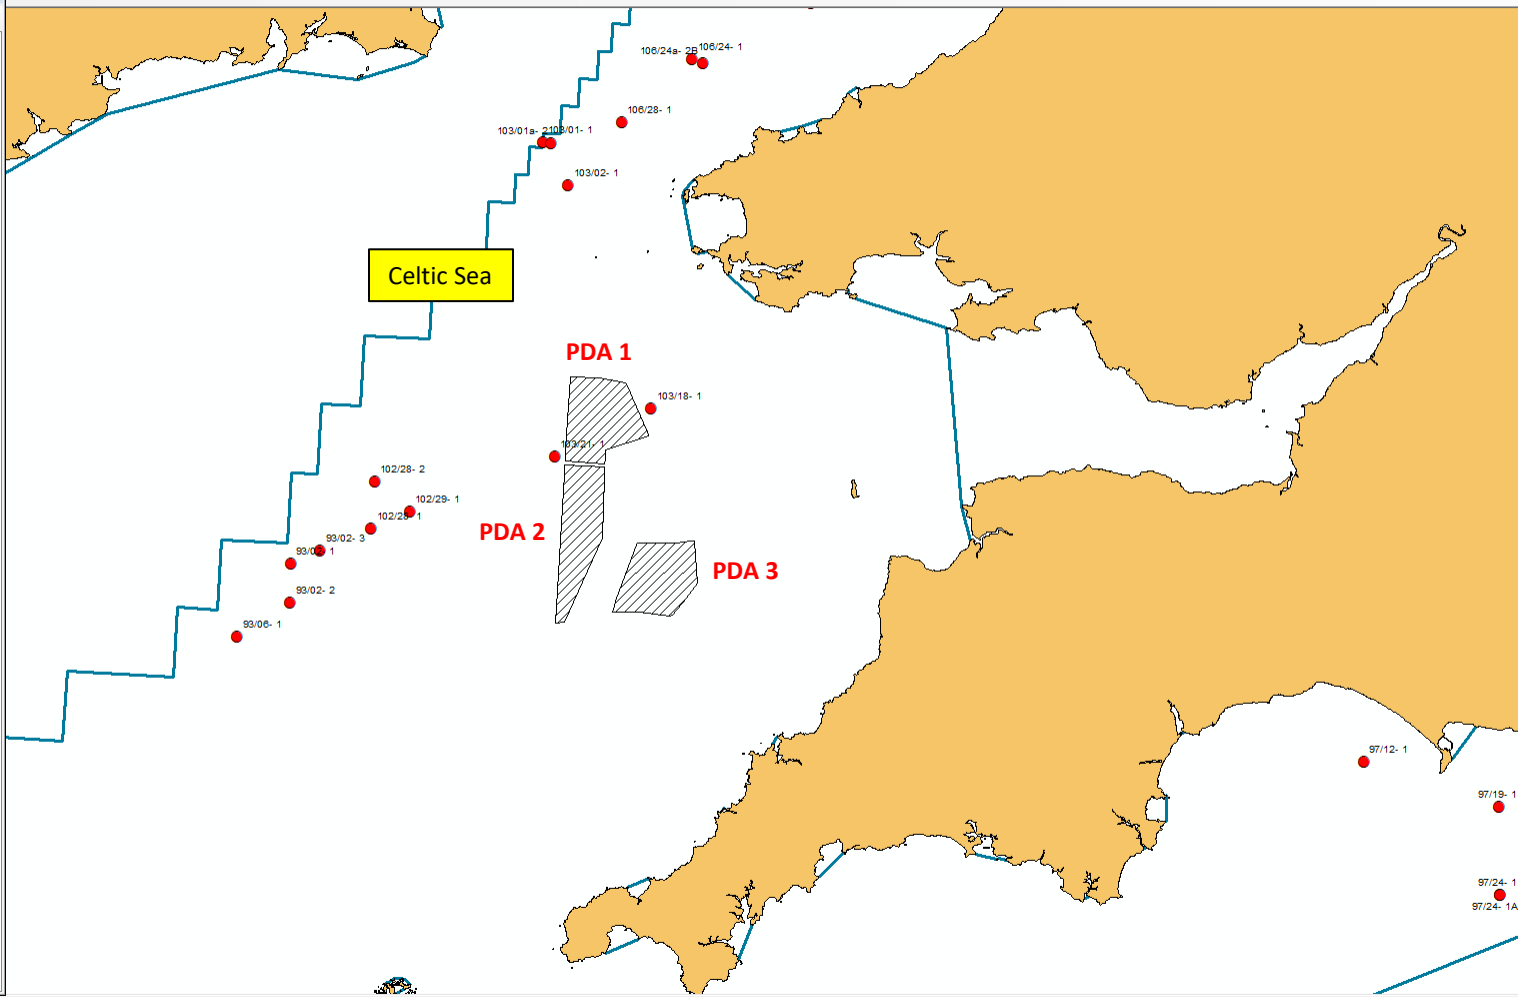 106/24a- 2B
106/24- 1
106/28- 1
103/01a- 2
103/01- 1
103/02- 1
Celtic Sea
PDA 1
103/18- 1
103/21- 1
102/28- 2
102/29- 1
102/28- 1
PDA 2
93/02- 3
93/02- 1
PDA 3
93/02- 2
93/06- 1
97/12- 1
97/19- 1
97/24- 1
97/24- 1A